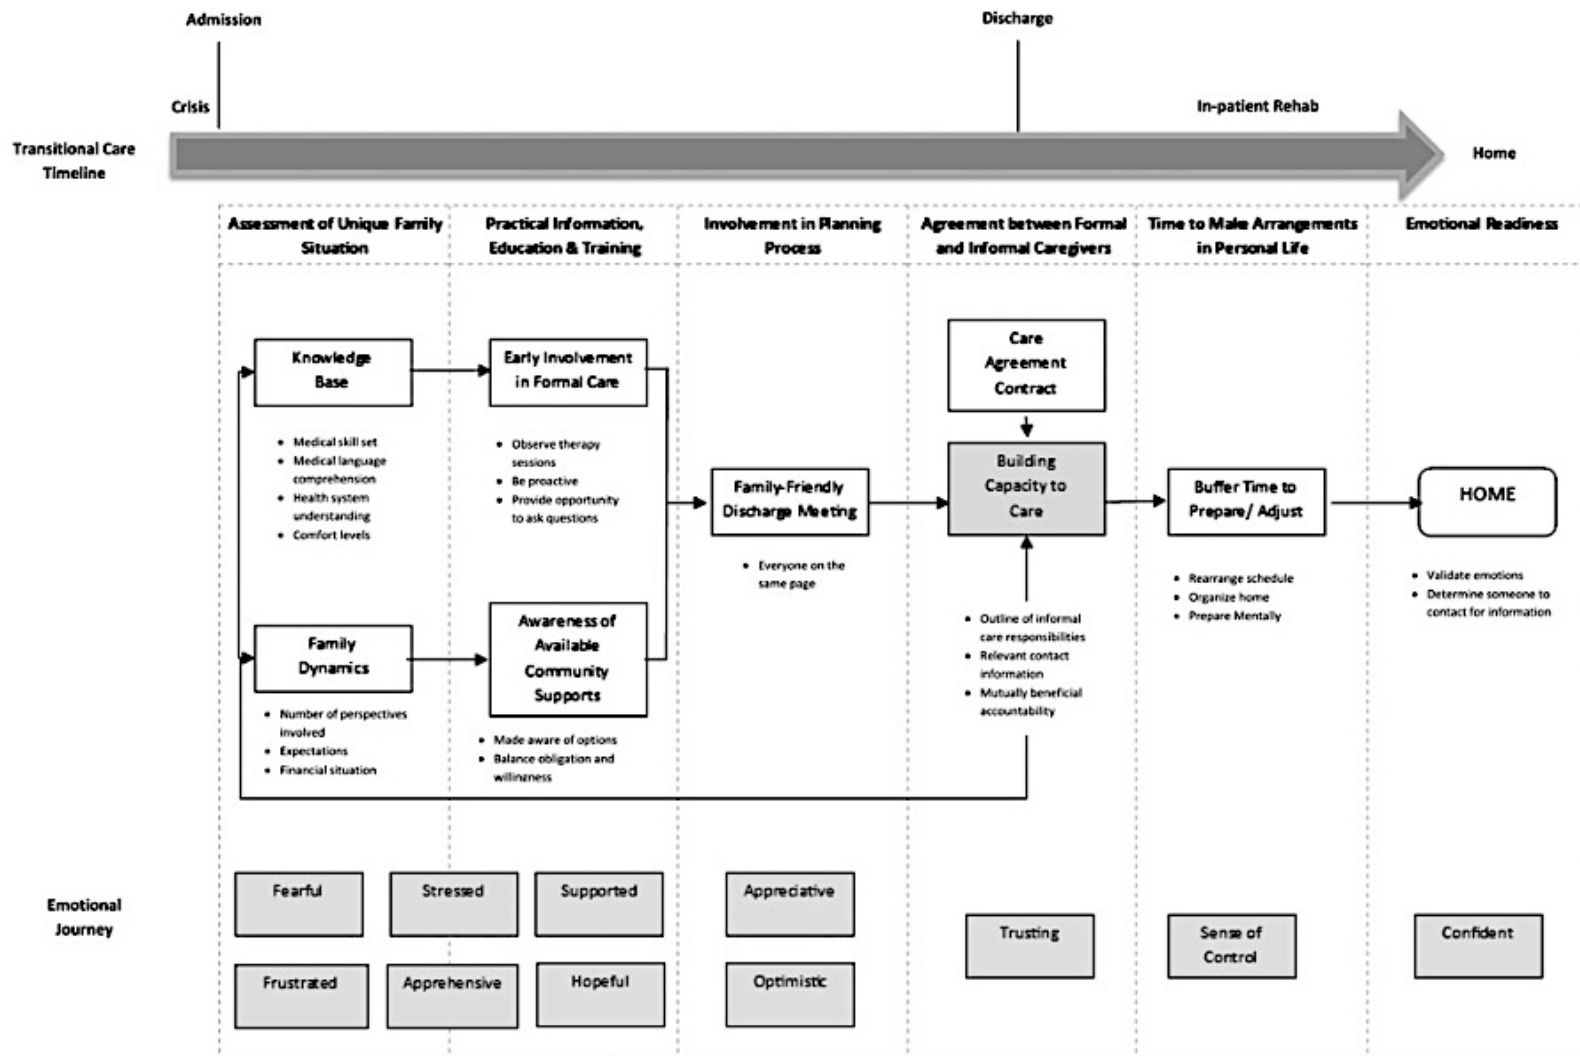 Admission
Discharge
Crisis
In-patient Rehab
Transitional Care
Timeline
Home
Assessment of Unique Family
Situation
Practical Information,
Education & Training
Involvement in Planning
Process
Agreement between Formal
and Informal Caregivers
Time to Make Arrangements
in Personal Life
Emotional Readiness
Knowledge
Base
• Medical skill set
• Medical language
comprehension
• Health system
understanding
• Comfort levels
Family
Dynamics
• Number of perspectives
involved
• Expectations
• Financial situation
Early Involvement
in Formal Care
• Observe therapy
sessions
• Be proactive
• Provide opportunity
to ask questions
Awareness of
Available
Community
Supports
• Made aware of options
• Balance obligation and
willingness
Family-Friendly
Discharge Meeting
• Everyone on the
same page
Care
Agreement
Contract
Building
Capacity to
Care
• Outline of informal
care responsibilities
• Relevant contact
information
• Mutually beneficial
accountability
Buffer Time to
Prepare/ Adjust
• Rearrange schedule
• Organize home
• Prepare Mentally
HOME
• Validate emotions
• Determine someone to
contact for information
Emotional
Journey
Fearful
Stressed
Supported
Appreciative
Frustrated
Apprehensive
Hopeful
Optimistic
Trusting
Sense of
Control
Confident